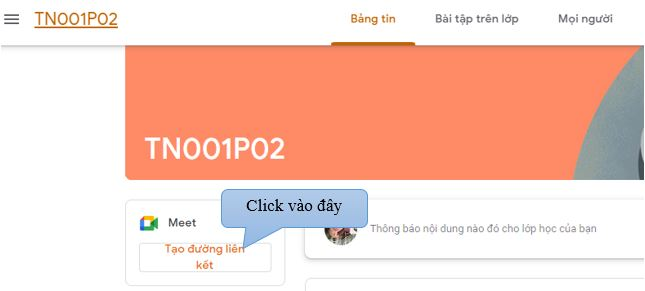 TN001P02
Bảng tin
Bài tập trên lớp
Mọi người
TN001P02
Click vào đây
Meet
Tạo đường liên
kết
Thông báo nội dung nào đó cho lớp học của bạn